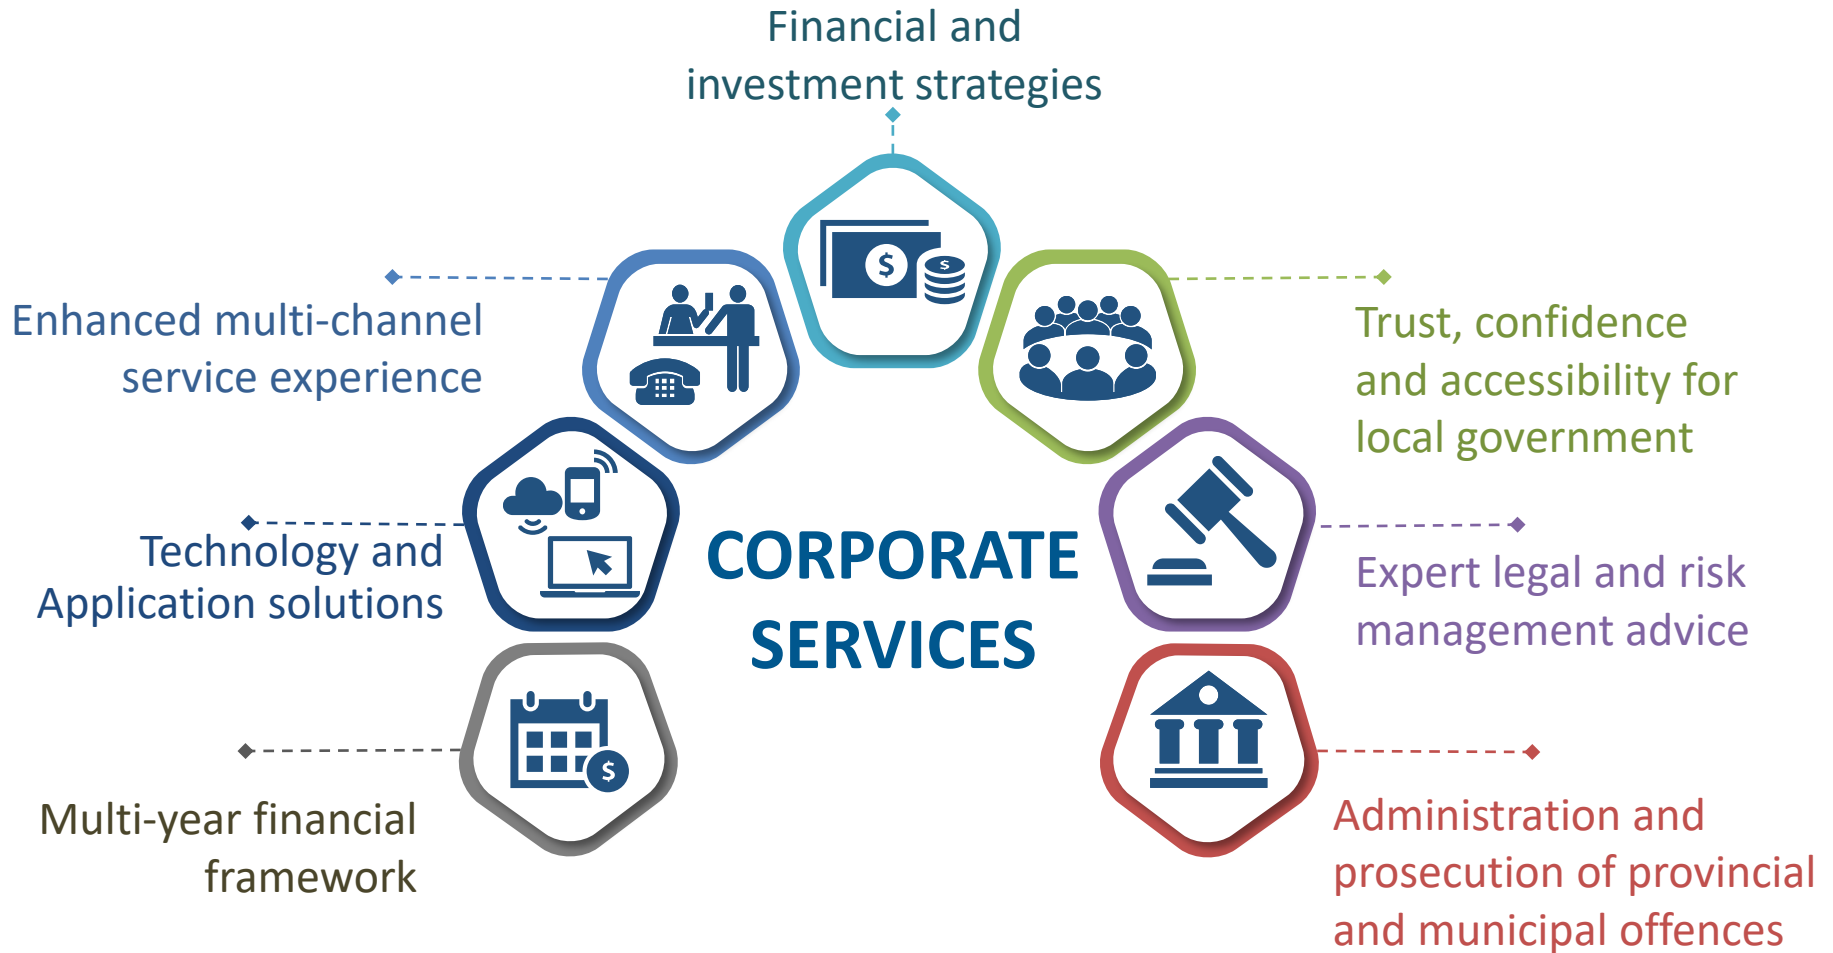 Financial and
investment strategies
Enhanced multi-channel
service experience
Trust, confidence
and accessibility for
local government
Technology and
Application solutions
CORPORATE
SERVICES
Expert legal and risk
management advice
Multi-year financial
framework
Administration and
prosecution of provincial
and municipal offences
$
$
$